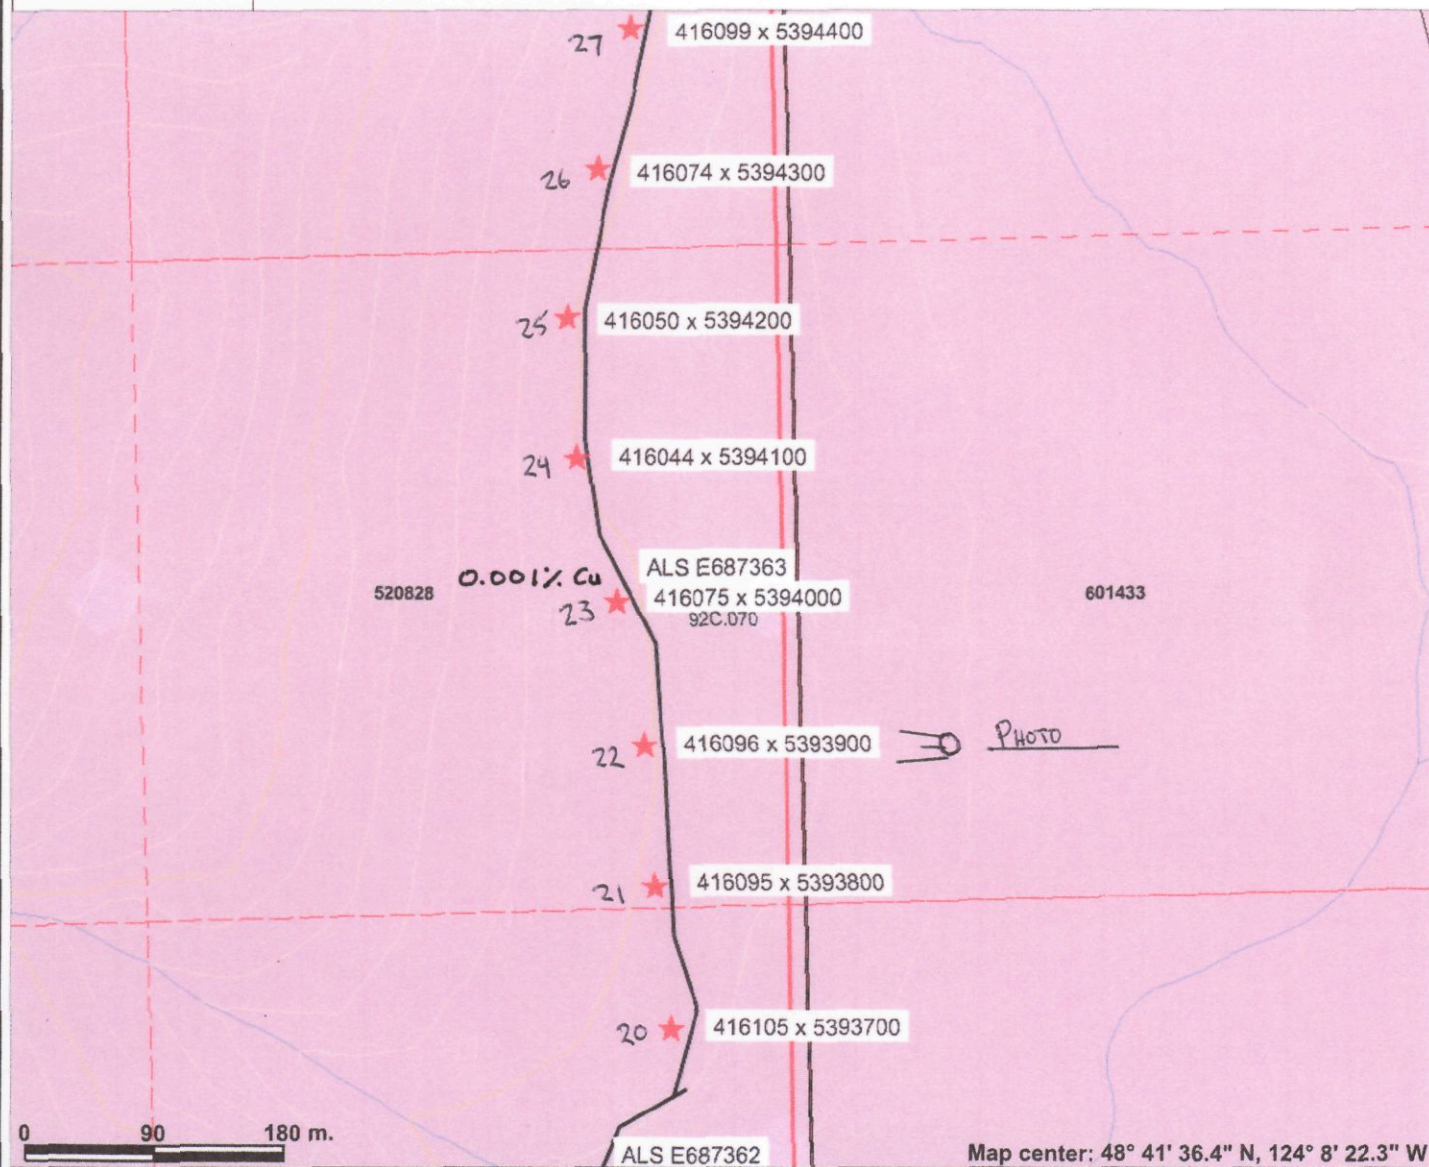 27 416099 x 5394400
26 416074 x 5394300
25 416050 x 5394200
24 416044 x 5394100
ALS E687363
520828 0.001% Cu 601433
23 416075 x 5394000
92C.070
22 416096 x 5393900 PHOTO
21 416095 x 5393800
20 416105 x 5393700
0 90 180 m.
ALS E687362 Map center: 48° 41' 36.4" N, 124° 8' 22.3" W